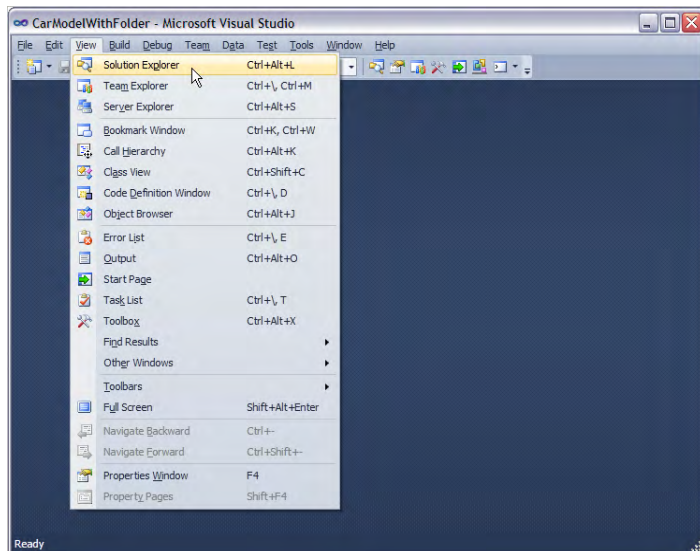 CarModelWithFolder - Microsoft Visual Studio
File Edit View Build Debug Team Data Test Tools Window Help
Solution Explorer Ctrl+Alt+L
Team Explorer Ctrl+\, Ctrl+M
Server Explorer Ctrl+Alt+S
Bookmark Window Ctrl+K, Ctrl+W
Call Hierarchy Ctrl+Alt+K
Class View Ctrl+Shift+C
Code Definition Window Ctrl+\, D
Object Browser Ctrl+Alt+J
Error List Ctrl+\, E
Output Ctrl+Alt+O
Start Page
Task List Ctrl+\, T
Toolbox Ctrl+Alt+X
Find Results
Other Windows
Toolbars
Full Screen Shift+Alt+Enter
Navigate Backward Ctrl+-
Navigate Forward Ctrl+Shift+-
Properties Window F4
Property Pages Shift+F4
Ready